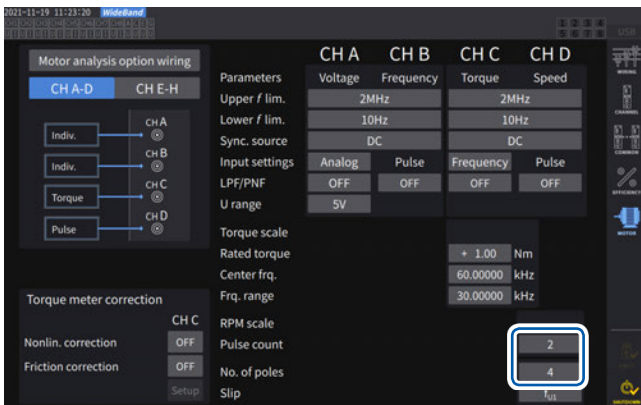 2021-11-19 11:23:20 WideBand
USB
Motor analysis option wiring
CH A-D CH E-H
Indiv. CH A
Indiv. CH B
Torque CH C
Pulse CH D
CH A CH B CH C CH D
Parameters Voltage Frequency Torque Speed
Upper f lim. 2MHz 2MHz
Lower f lim. 10Hz 10Hz
Sync. source DC DC
Input settings Analog Pulse Frequency Pulse
LPF/PNF OFF OFF OFF OFF
U range 5V
Torque scale
Rated torque + 1.00 Nm
Center frq. 60.00000 kHz
Frq. range 30.00000 kHz
RPM scale
Pulse count 2
No. of poles 4
Slip fU1
Torque meter correction
CH C
Nonlin. correction OFF
Friction correction OFF
Setup
WIRING
CHANNEL
COMMON
EFFICIENCY
MOTOR
SHUTDOWN